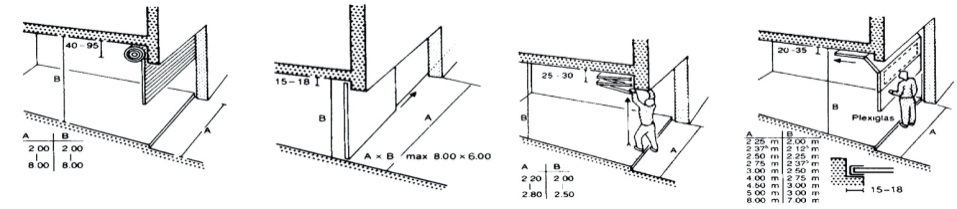 40-95
B
A
A B
2 00 2 00
8.00 8.00
15-18
B
A
A × B max 8.00 × 6.00
25-30
A
A B
2 20 2 00
2.80 2.50
20-35
B
Plexiglas
A
A B
2 25 m 2.00 m
2 37⁵ m 2 12⁵ m
2.50 m 2.25 m
2 75 m 2 37⁵ m
3.00 m 2 50 m
4.00 m 2 75 m
4.50 m 3 00 m
5 00 m 3 00 m
8.00 m 7 00 m
15-18